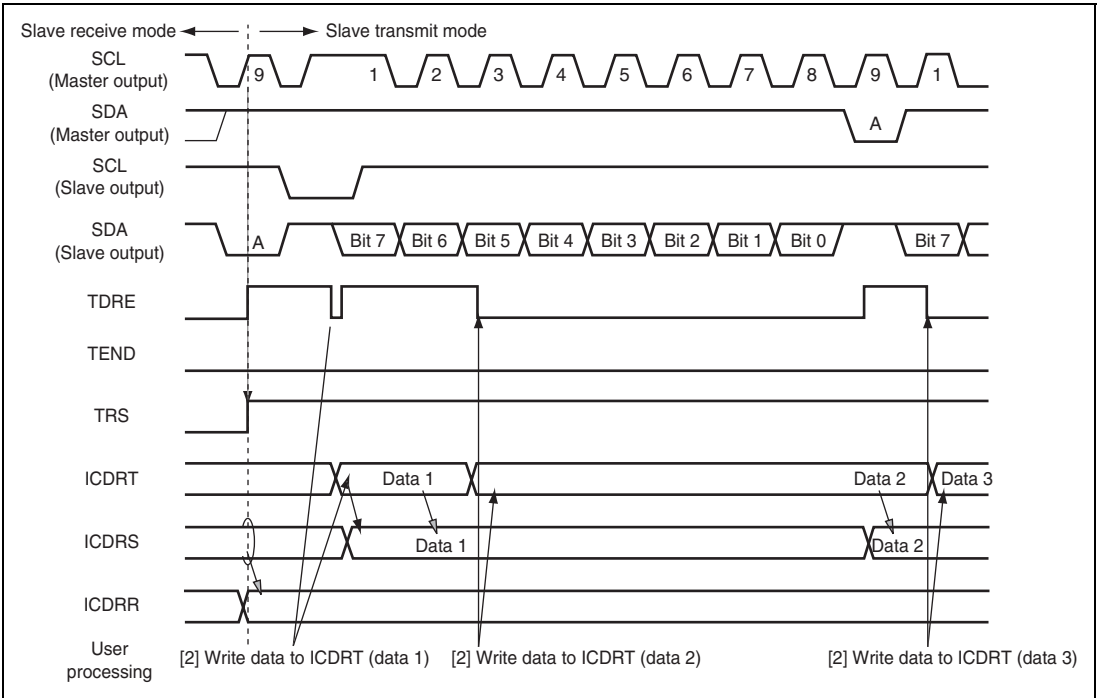 Slave receive mode Slave transmit mode
SCL
(Master output)
9 1 2 3 4 5 6 7 8 9 1
SDA
(Master output)
A
SCL
(Slave output)
SDA
(Slave output)
A Bit 7 Bit 6 Bit 5 Bit 4 Bit 3 Bit 2 Bit 1 Bit 0 Bit 7
TDRE
TEND
TRS
ICDRT Data 1 Data 2 Data 3
ICDRS Data 1 Data 2
ICDRR
User
processing
[2] Write data to ICDRT (data 1) [2] Write data to ICDRT (data 2) [2] Write data to ICDRT (data 3)